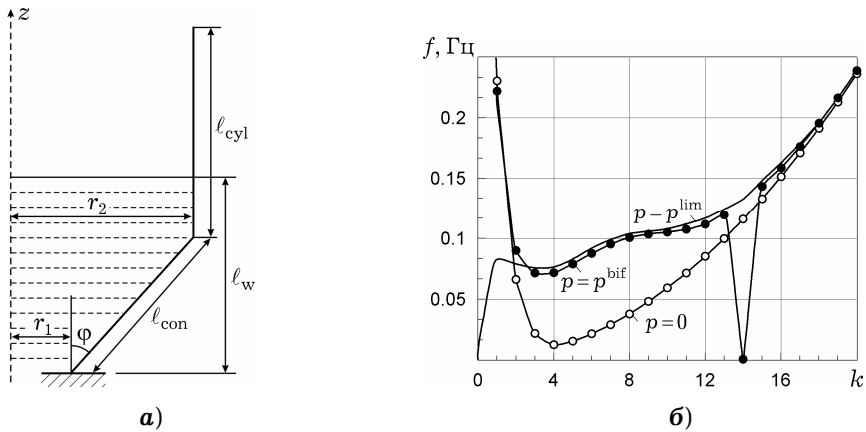 z
ℓcyl
r2
ℓw
ℓcon
r1
φ
а)
f, Гц
0.2
0.15
0.1
0.05
p – p^lim
p = p^bif
p = 0
0 4 8 12 16 k
б)